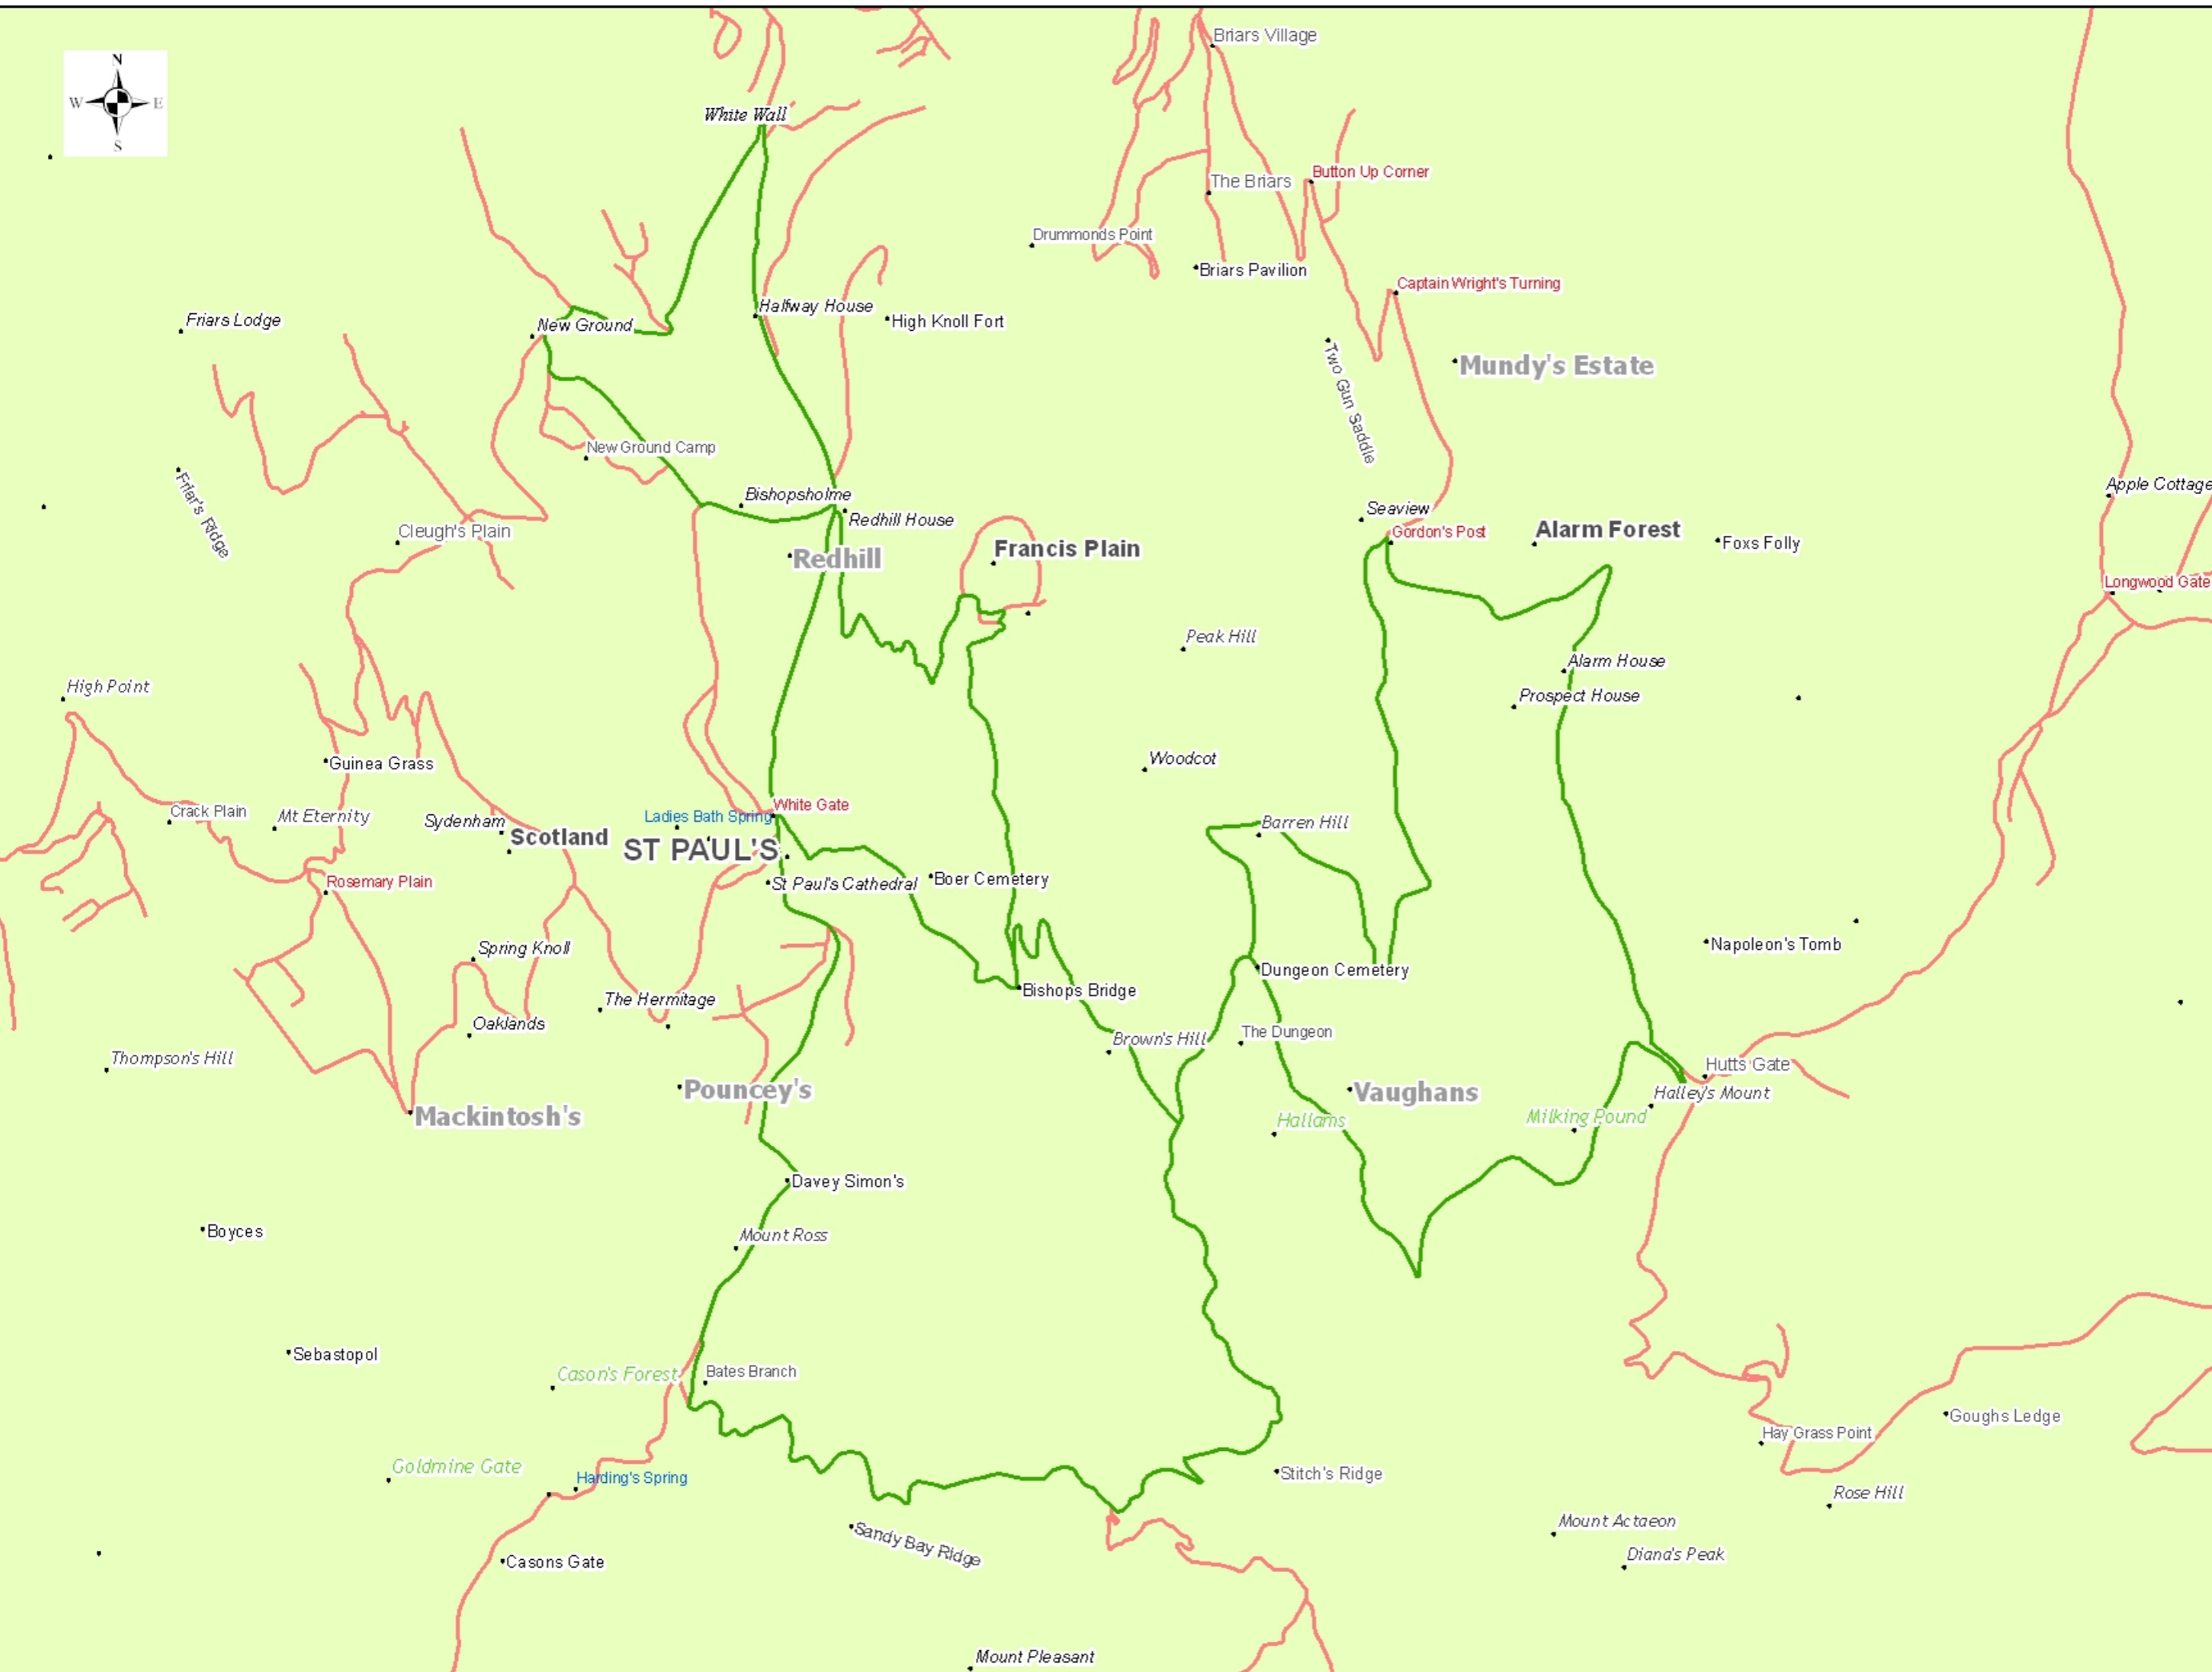 Briars Village
N
W E
S
White Wall
Button Up Corner
The Briars
Drummonds Point
Briars Pavilion
Captain Wright's Turning
Halfway House
Friars Lodge
High Knoll Fort
New Ground
Mundy's Estate
Two Gun Saddle
New Ground Camp
Apple Cottage
Bishopsholme
Seaview
Friar's Ridge
Redhill House
Cleugh's Plain
Gordon's Post
Alarm Forest
Foxs Folly
Francis Plain
Redhill
Longwood Gate
Peak Hill
Alarm House
High Point
Prospect House
Woodcot
Guinea Grass
White Gate
Crack Plain
Mt Eternity
Ladies Bath Spring
Sydenham
Barren Hill
Scotland
ST PAUL'S
Rosemary Plain
St Paul's Cathedral
Boer Cemetery
Napoleon's Tomb
Spring Knoll
Dungeon Cemetery
Bishops Bridge
The Hermitage
Oaklands
The Dungeon
Brown's Hill
Thompson's Hill
Hutts Gate
Pouncey's
Vaughans
Halley's Mount
Mackintosh's
Milking Pound
Hallams
Davey Simon's
Boyces
Mount Ross
Sebastopol
Cason's Forest
Bates Branch
Goughs Ledge
Hay Grass Point
Goldmine Gate
Stitch's Ridge
Harding's Spring
Rose Hill
Mount Actaeon
Sandy Bay Ridge
Diana's Peak
Casons Gate
Mount Pleasant